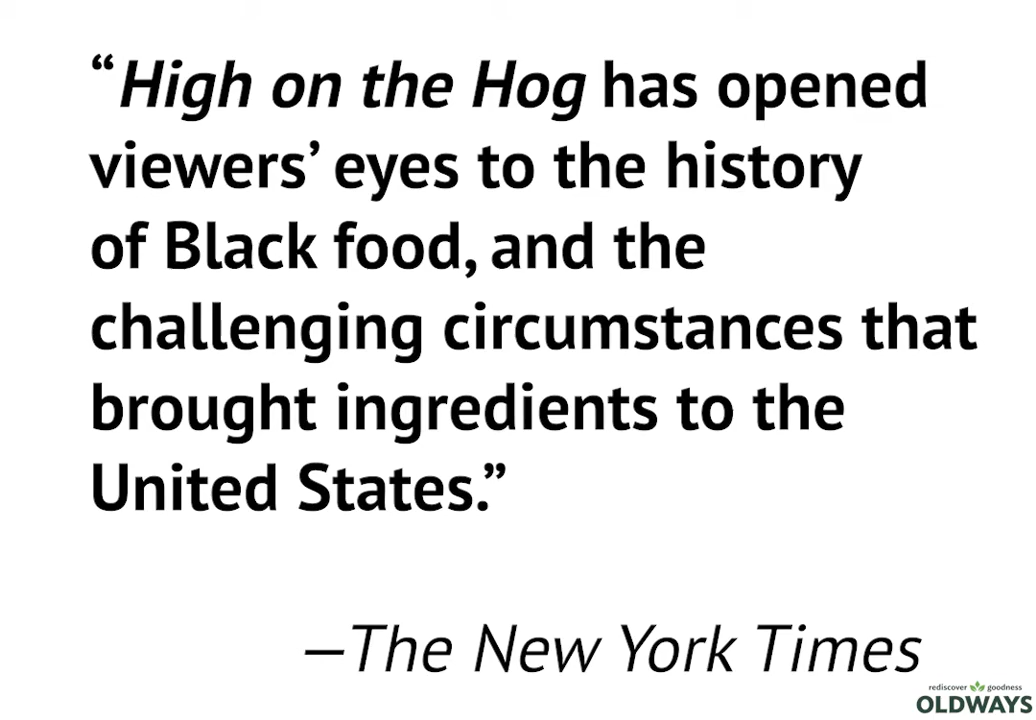 “High on the Hog has opened
viewers’ eyes to the history
of Black food, and the
challenging circumstances that
brought ingredients to the
United States.”
—The New York Times
rediscover goodness
OLDWAYS